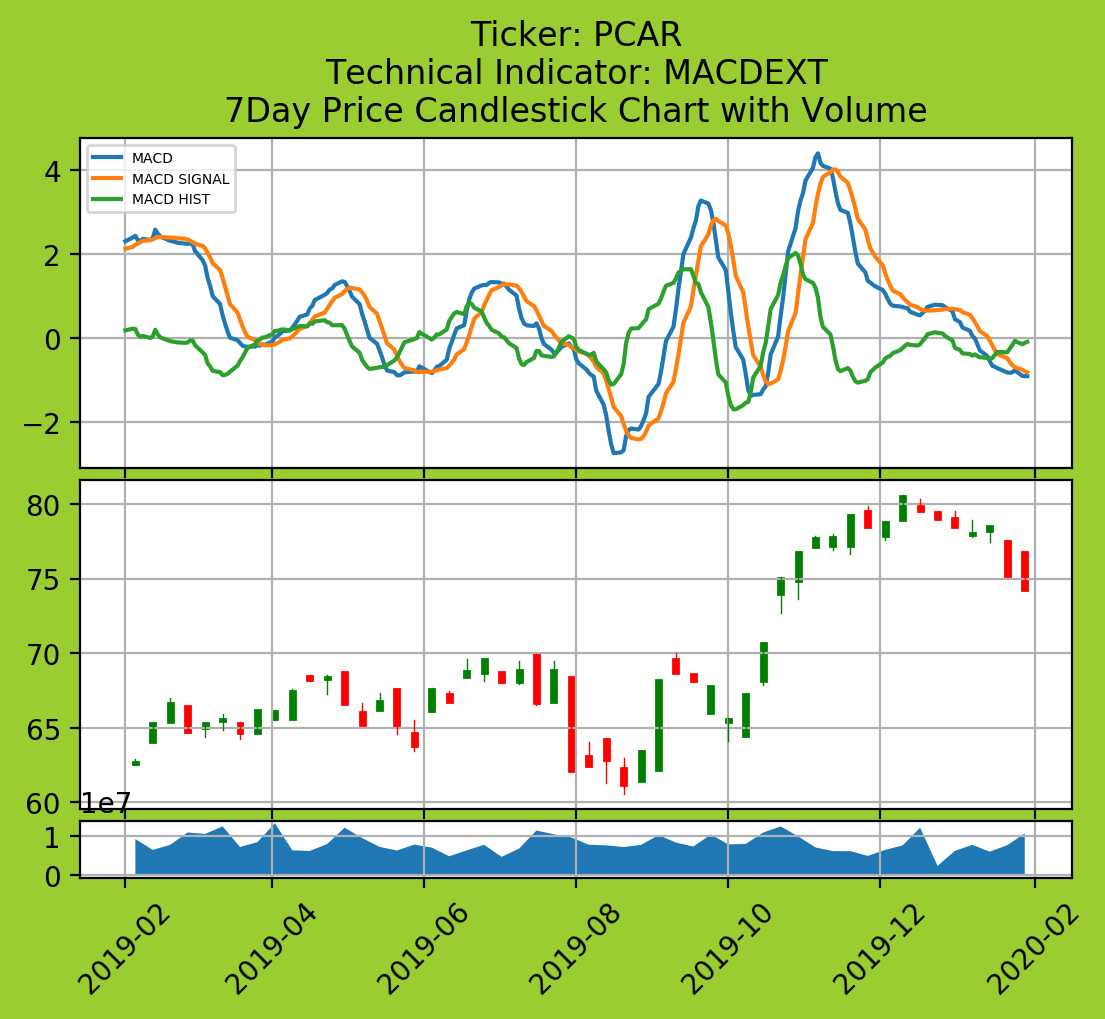 Ticker: PCAR
Technical Indicator: MACDEXT
7Day Price Candlestick Chart with Volume
MACD
MACD SIGNAL
MACD HIST
4
2
0
−2
80
75
70
65
60
1e7
1
0
2019-02
2019-04
2019-06
2019-08
2019-10
2019-12
2020-02